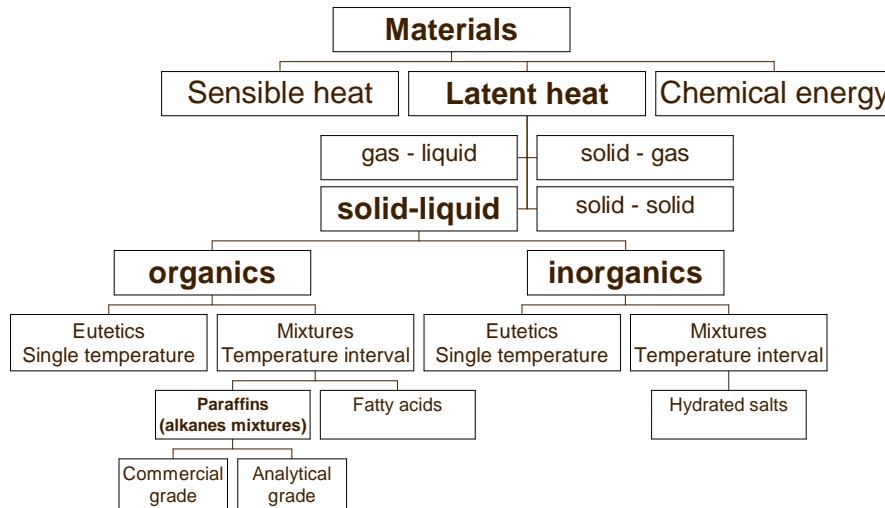 Materials
Sensible heat
Latent heat
Chemical energy
gas - liquid
solid - gas
solid-liquid
solid - solid
organics
inorganics
Eutetics
Single temperature
Mixtures
Temperature interval
Eutetics
Single temperature
Mixtures
Temperature interval
Paraffins
(alkanes mixtures)
Fatty acids
Hydrated salts
Commercial
grade
Analytical
grade